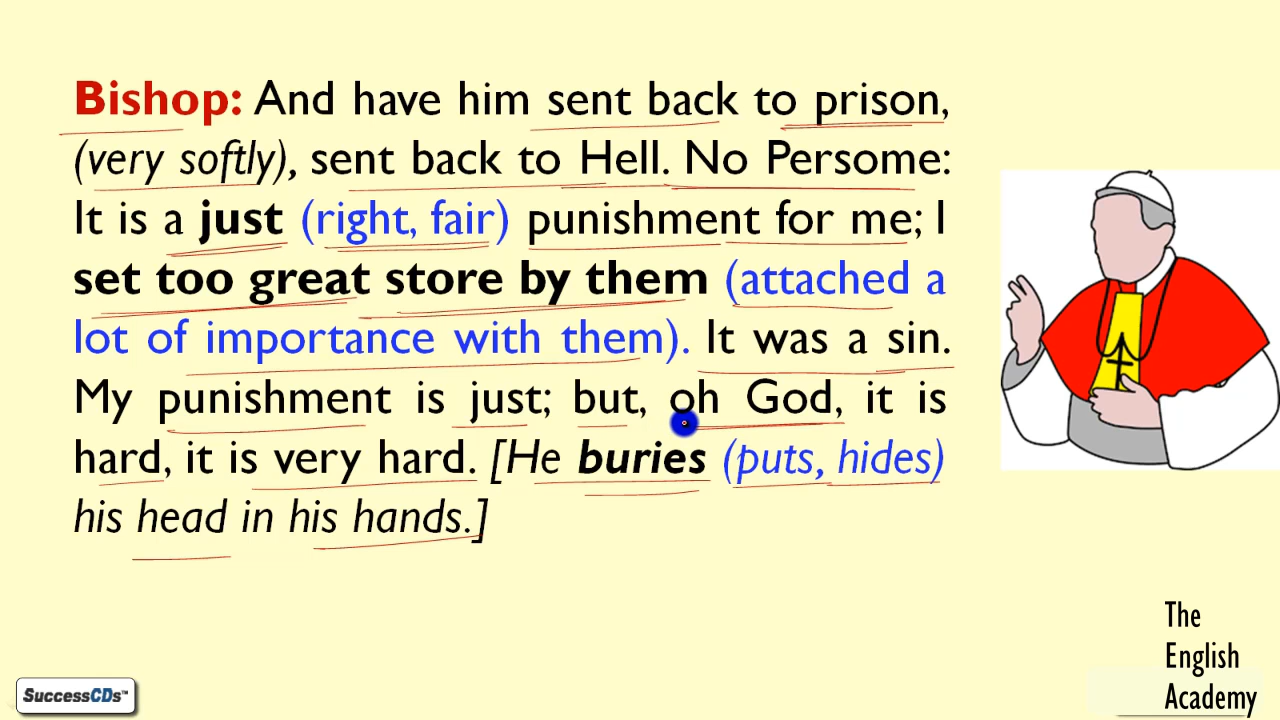 Bishop: And have him sent back to prison,
(very softly), sent back to Hell. No Persome:
It is a just (right, fair) punishment for me; I
set too great store by them (attached a
lot of importance with them). It was a sin.
My punishment is just; but, oh God, it is
hard, it is very hard. [He buries (puts, hides)
his head in his hands.]
The
English
Academy
SuccessCDs™